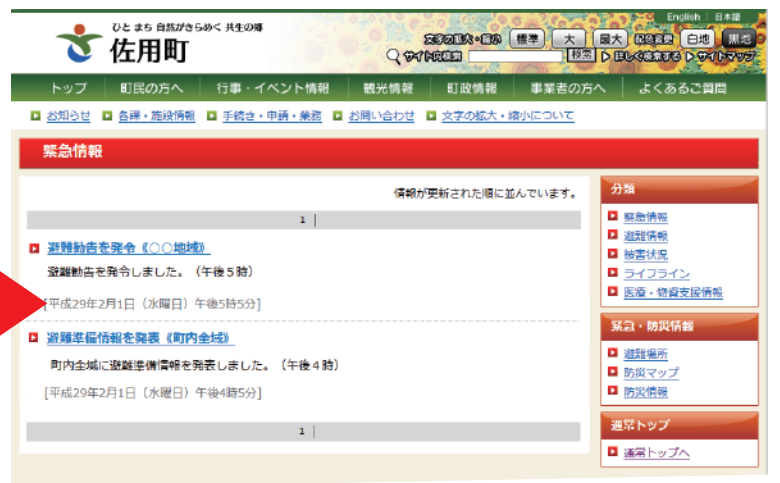 ひと まち 自然がきらめく 共生の郷
佐用町
English 日本語
文字の拡大・縮小 標準 大 最大 配色変更 白地 黒地
サイト内検索 検索 詳しく検索する サイトマップ
トップ 町民の方へ 行事・イベント情報 観光情報 町政情報 事業者の方へ よくあるご質問
お知らせ 各課・施設情報 手続き・申請・業務 お問い合わせ 文字の拡大・縮小について
緊急情報
情報が更新された順に並んでいます。
1 |
避難勧告を発令《○○地域》
避難勧告を発令しました。（午後５時）
[平成29年2月1日（水曜日）午後5時5分]
避難準備情報を発表《町内全域》
町内全域に避難準備情報を発表しました。（午後４時）
[平成29年2月1日（水曜日）午後4時5分]
1 |
分類
緊急情報
避難情報
被害状況
ライフライン
医療・物資支援情報
緊急・防災情報
避難場所
防災マップ
防災情報
通常トップ
通常トップへ